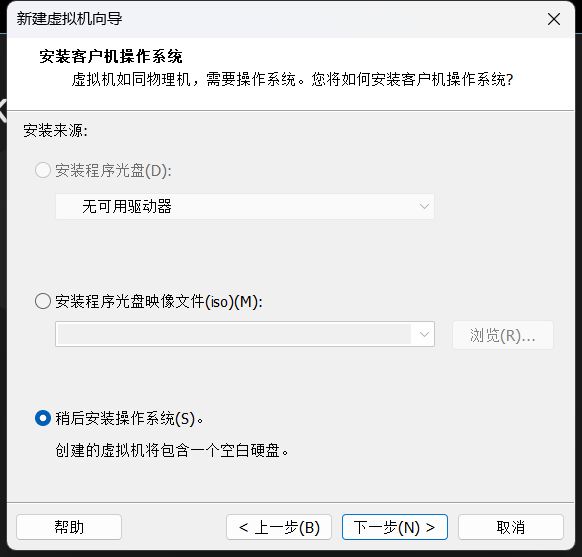 新建虚拟机向导
安装客户机操作系统
虚拟机如同物理机，需要操作系统。您将如何安装客户机操作系统?
安装来源:
安装程序光盘(D):
无可用驱动器
安装程序光盘映像文件(iso)(M):
浏览(R)...
稍后安装操作系统(S)。
创建的虚拟机将包含一个空白硬盘。
帮助
< 上一步(B)
下一步(N) >
取消